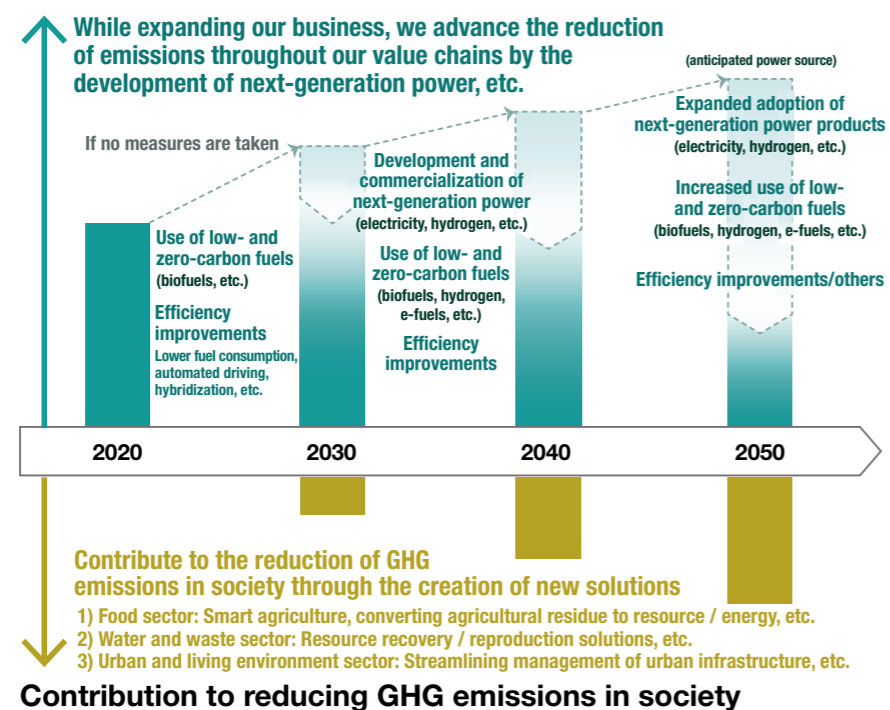 While expanding our business, we advance the reduction
of emissions throughout our value chains by the
development of next-generation power, etc.
(anticipated power source)
If no measures are taken
Use of low- and
zero-carbon fuels
(biofuels, etc.)
Efficiency
improvements
Lower fuel consumption,
automated driving,
hybridization, etc.
Development and
commercialization of
next-generation power
(electricity, hydrogen, etc.)
Use of low- and
zero-carbon fuels
(biofuels, hydrogen,
e-fuels, etc.)
Efficiency
improvements
Expanded adoption of
next-generation power products
(electricity, hydrogen, etc.)
Increased use of low-
and zero-carbon fuels
(biofuels, hydrogen, e-fuels, etc.)
Efficiency improvements/others
2020
2030
2040
2050
Contribute to the reduction of GHG
emissions in society through the creation of new solutions
1) Food sector: Smart agriculture, converting agricultural residue to resource / energy, etc.
2) Water and waste sector: Resource recovery / reproduction solutions, etc.
3) Urban and living environment sector: Streamlining management of urban infrastructure, etc.
Contribution to reducing GHG emissions in society